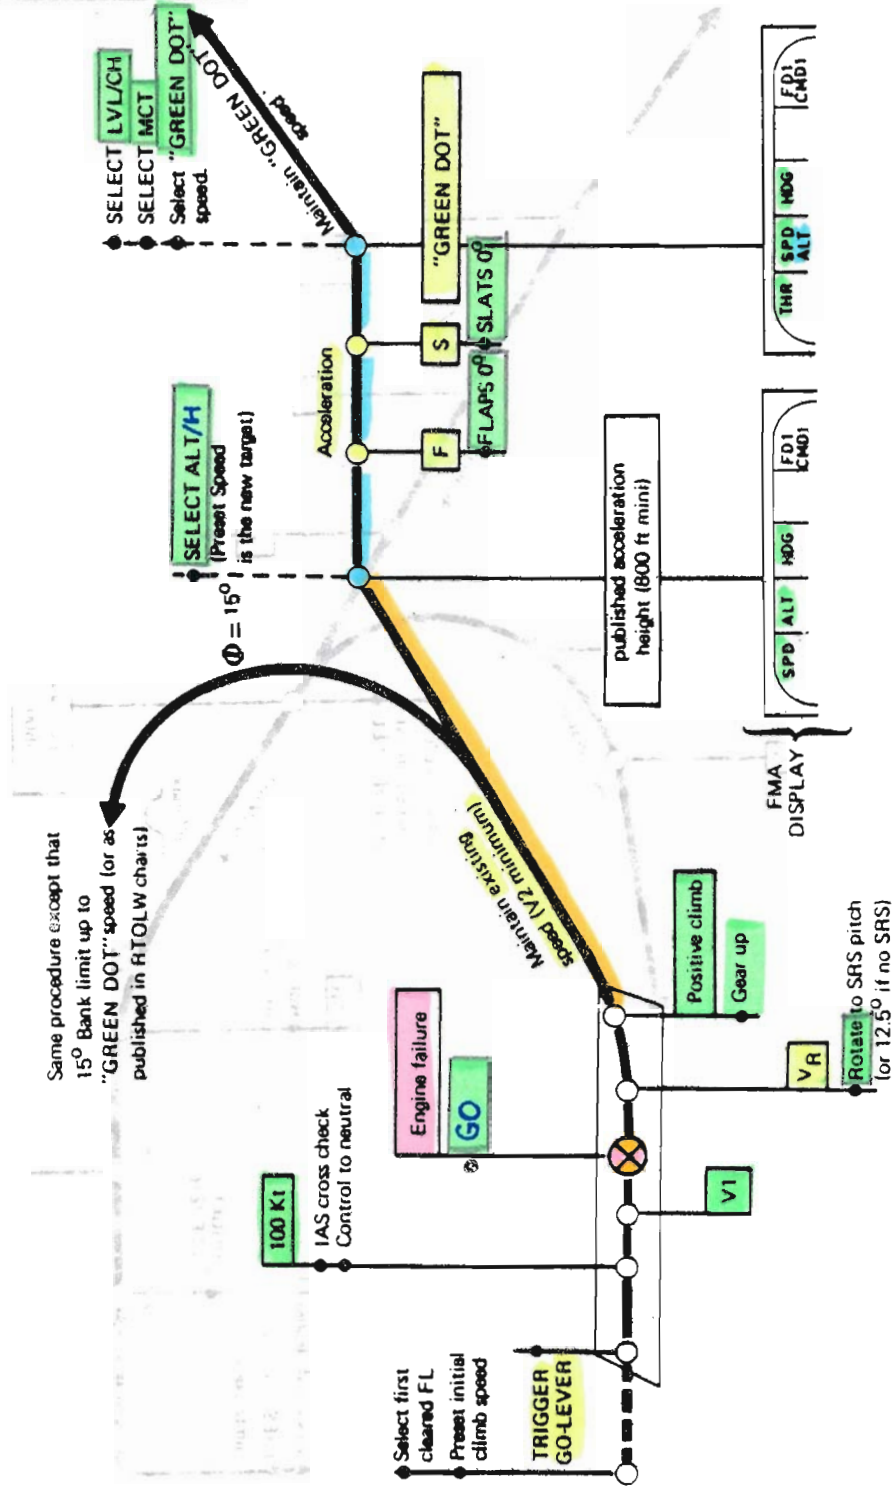 Select first
cleared FL
Preset initial
climb speed
TRIGGER
GO-LEVER
100 Kt
IAS cross check
Control to neutral
V1
Engine failure
GO
VR
Rotate to SRS pitch
(or 12.5º if no SRS)
Positive climb
Gear up
Same procedure except that
15º Bank limit up to
"GREEN DOT" speed (or as
published in RTOLW charts)
Maintain existing
speed (V2 minimum)
Φ = 15º
SELECT ALT/H
(Preset Speed
is the new target)
published acceleration
height (800 ft mini)
Acceleration
F
FLAPS 0º
S
SLATS 0º
"GREEN DOT"
SELECT LVL/CH
SELECT MCT
Select "GREEN DOT"
speed.
Maintain "GREEN DOT"
speed
FMA
DISPLAY
SPD ALT HDG FD1
CMD1
THR SPD HDG FD1
ALT CMD1